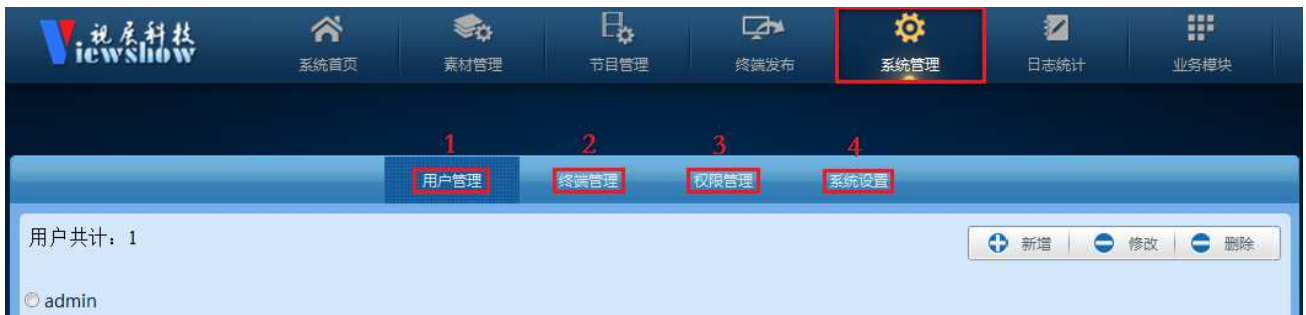 视展科技
Viewshow
系统首页 素材管理 节目管理 终端发布 系统管理 日志统计 业务模块
1 2 3 4
用户管理 终端管理 权限管理 系统设置
用户共计：1 新增 修改 删除
admin